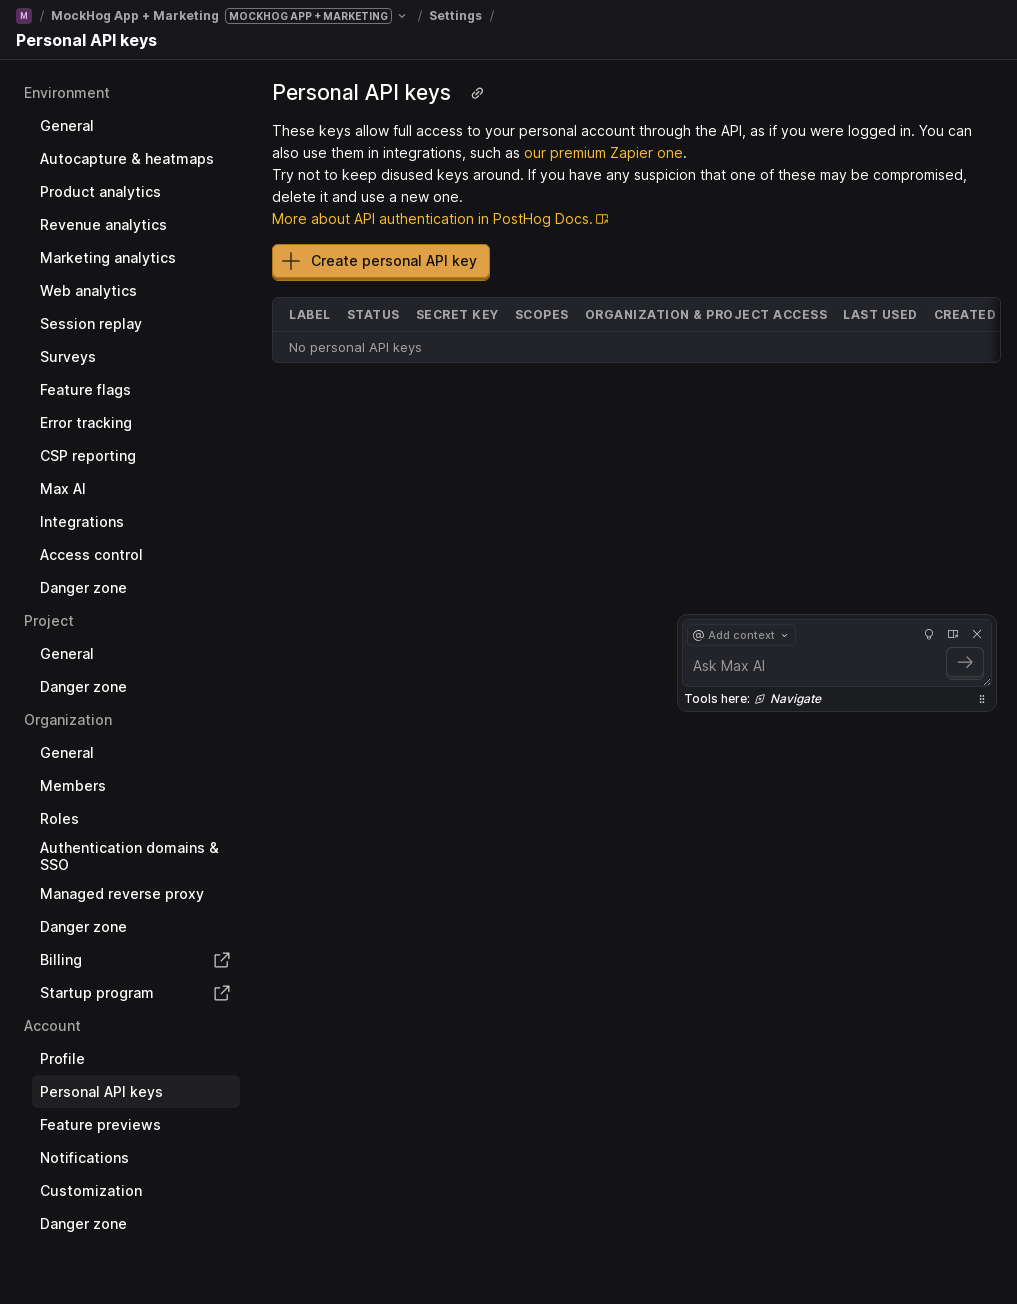 M / MockHog App + Marketing MOCKHOG APP + MARKETING / Settings /
Personal API keys
Environment
General
Autocapture & heatmaps
Product analytics
Revenue analytics
Marketing analytics
Web analytics
Session replay
Surveys
Feature flags
Error tracking
CSP reporting
Max AI
Integrations
Access control
Danger zone
Project
General
Danger zone
Organization
General
Members
Roles
Authentication domains &
SSO
Managed reverse proxy
Danger zone
Billing
Startup program
Account
Profile
Personal API keys
Feature previews
Notifications
Customization
Danger zone
Personal API keys
These keys allow full access to your personal account through the API, as if you were logged in. You can
also use them in integrations, such as our premium Zapier one.
Try not to keep disused keys around. If you have any suspicion that one of these may be compromised,
delete it and use a new one.
More about API authentication in PostHog Docs.
Create personal API key
LABEL STATUS SECRET KEY SCOPES ORGANIZATION & PROJECT ACCESS LAST USED CREATED
No personal API keys
@ Add context
Ask Max AI
Tools here: Navigate